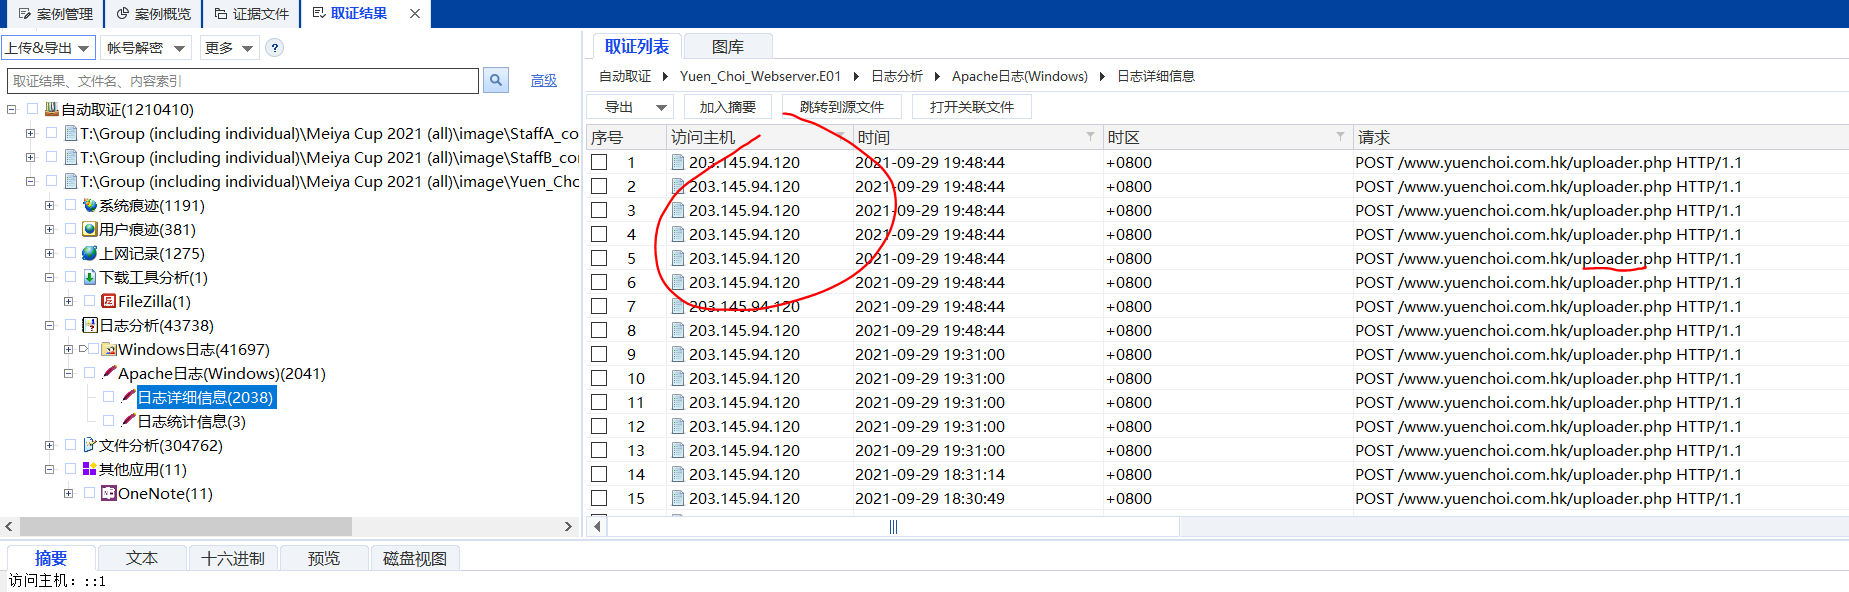 案例管理 案例概览 证据文件 取证结果
上传&导出 帐号解密 更多 ?
取证结果、文件名、内容索引 高级
自动取证(1210410)
T:\Group (including individual)\Meiya Cup 2021 (all)\image\StaffA_co
T:\Group (including individual)\Meiya Cup 2021 (all)\image\StaffB_co
T:\Group (including individual)\Meiya Cup 2021 (all)\image\Yuen_Cho
系统痕迹(1191)
用户痕迹(381)
上网记录(1275)
下载工具分析(1)
FileZilla(1)
日志分析(43738)
Windows日志(41697)
Apache日志(Windows)(2041)
日志详细信息(2038)
日志统计信息(3)
文件分析(304762)
其他应用(11)
OneNote(11)
取证列表 图库
自动取证 Yuen_Choi_Webserver.E01 日志分析 Apache日志(Windows) 日志详细信息
导出 加入摘要 跳转到源文件 打开关联文件
序号 访问主机 时间 时区 请求
1 203.145.94.120 2021-09-29 19:48:44 +0800 POST /www.yuenchoi.com.hk/uploader.php HTTP/1.1
2 203.145.94.120 2021-09-29 19:48:44 +0800 POST /www.yuenchoi.com.hk/uploader.php HTTP/1.1
3 203.145.94.120 2021-09-29 19:48:44 +0800 POST /www.yuenchoi.com.hk/uploader.php HTTP/1.1
4 203.145.94.120 2021-09-29 19:48:44 +0800 POST /www.yuenchoi.com.hk/uploader.php HTTP/1.1
5 203.145.94.120 2021-09-29 19:48:44 +0800 POST /www.yuenchoi.com.hk/uploader.php HTTP/1.1
6 203.145.94.120 2021-09-29 19:48:44 +0800 POST /www.yuenchoi.com.hk/uploader.php HTTP/1.1
7 203.145.94.120 2021-09-29 19:48:44 +0800 POST /www.yuenchoi.com.hk/uploader.php HTTP/1.1
8 203.145.94.120 2021-09-29 19:48:44 +0800 POST /www.yuenchoi.com.hk/uploader.php HTTP/1.1
9 203.145.94.120 2021-09-29 19:31:00 +0800 POST /www.yuenchoi.com.hk/uploader.php HTTP/1.1
10 203.145.94.120 2021-09-29 19:31:00 +0800 POST /www.yuenchoi.com.hk/uploader.php HTTP/1.1
11 203.145.94.120 2021-09-29 19:31:00 +0800 POST /www.yuenchoi.com.hk/uploader.php HTTP/1.1
12 203.145.94.120 2021-09-29 19:31:00 +0800 POST /www.yuenchoi.com.hk/uploader.php HTTP/1.1
13 203.145.94.120 2021-09-29 19:31:00 +0800 POST /www.yuenchoi.com.hk/uploader.php HTTP/1.1
14 203.145.94.120 2021-09-29 18:31:14 +0800 POST /www.yuenchoi.com.hk/uploader.php HTTP/1.1
15 203.145.94.120 2021-09-29 18:30:49 +0800 POST /www.yuenchoi.com.hk/uploader.php HTTP/1.1
摘要 文本 十六进制 预览 磁盘视图
访问主机：::1